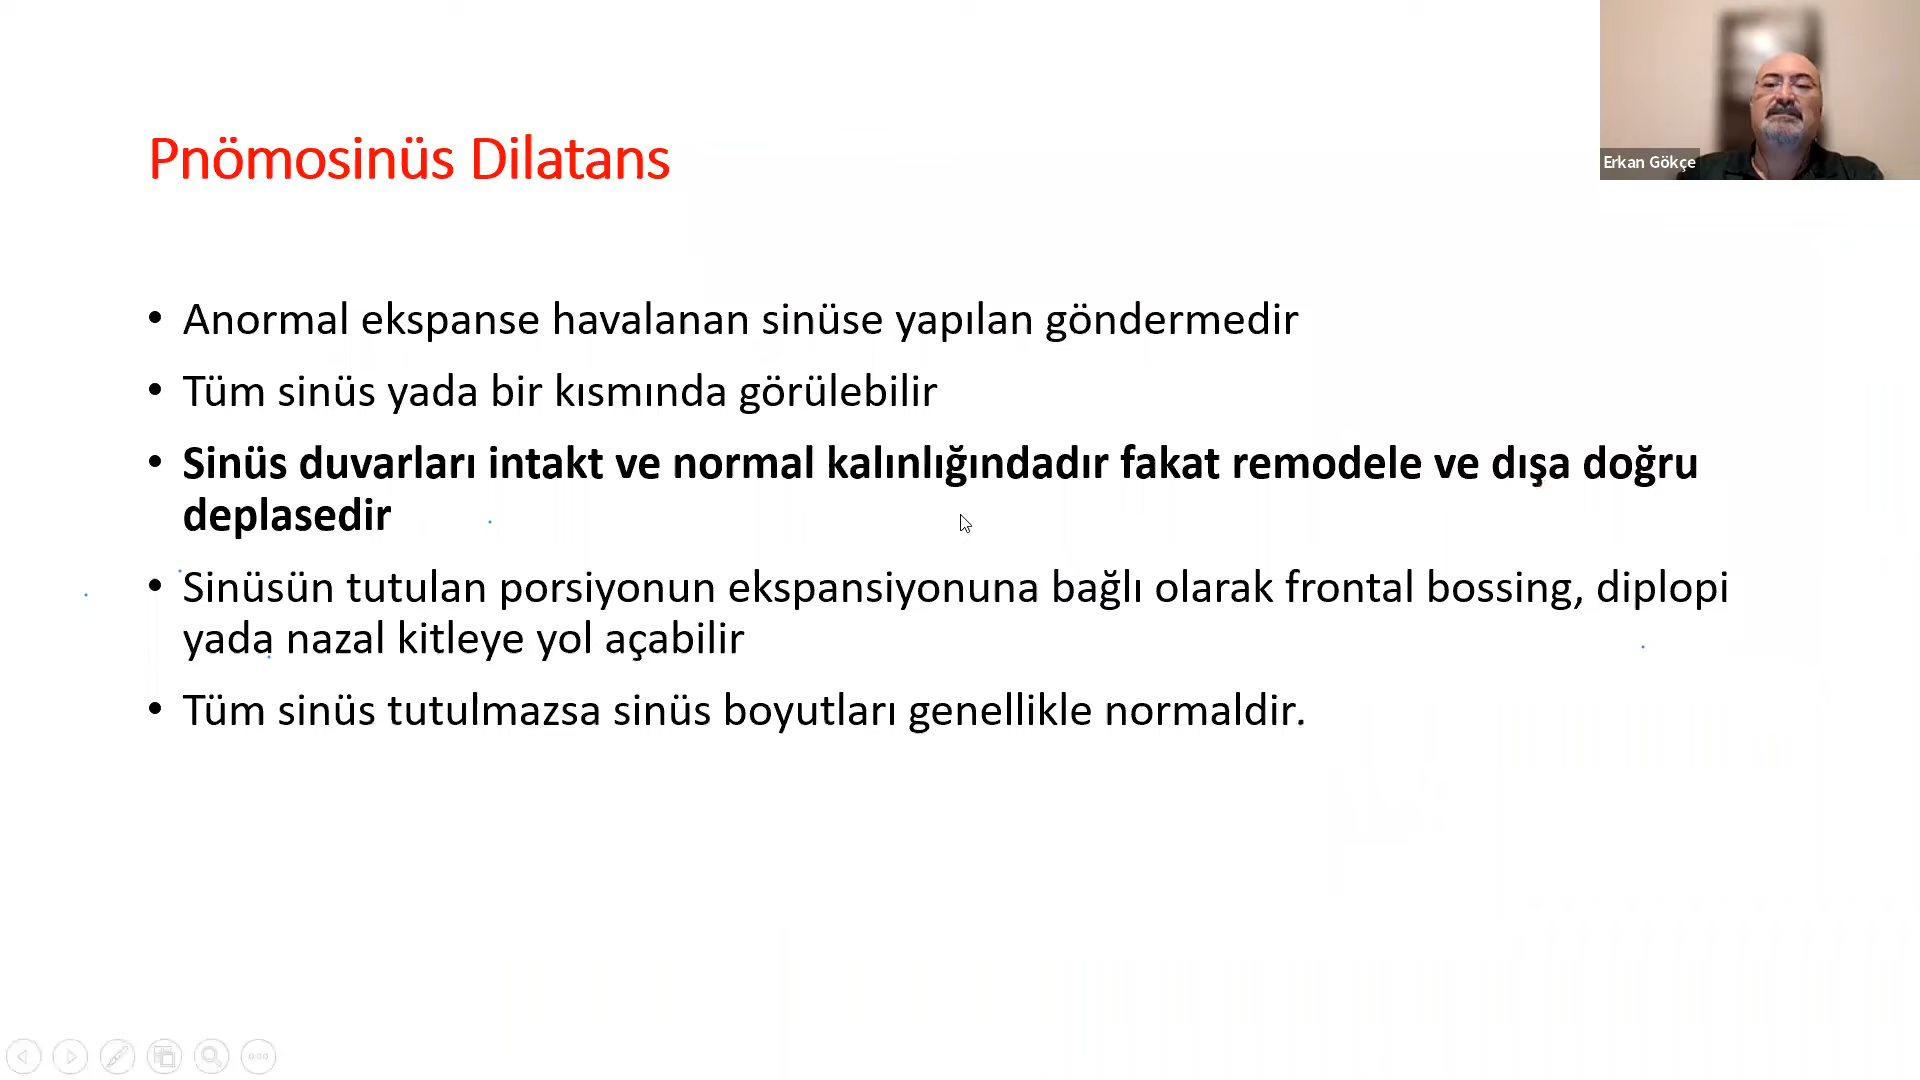 Pnömosinüs Dilatans
Erkan Gökçe
• Anormal ekspanse havalanan sinüse yapılan göndermedir
• Tüm sinüs yada bir kısmında görülebilir
• Sinüs duvarları intakt ve normal kalınlığındadır fakat remodele ve dışa doğru
deplasedir
• Sinüsün tutulan porsiyonun ekspansiyonuna bağlı olarak frontal bossing, diplopi
yada nazal kitleye yol açabilir
• Tüm sinüs tutulmazsa sinüs boyutları genellikle normaldir.